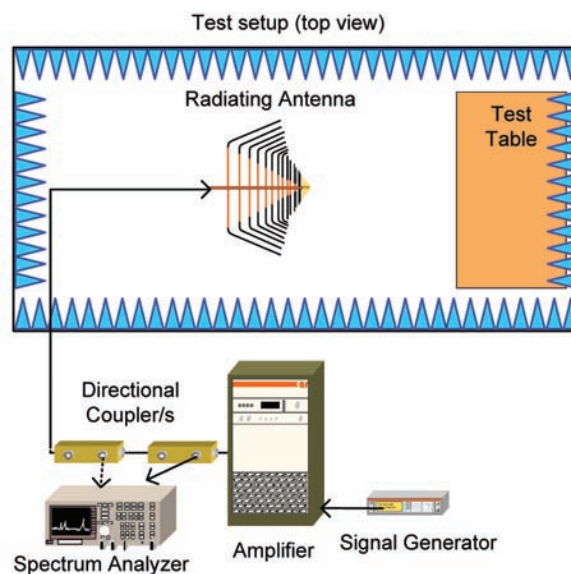 Test setup (top view)
Radiating Antenna
Test
Table
Directional
Coupler/s
Spectrum Analyzer
Amplifier
Signal Generator